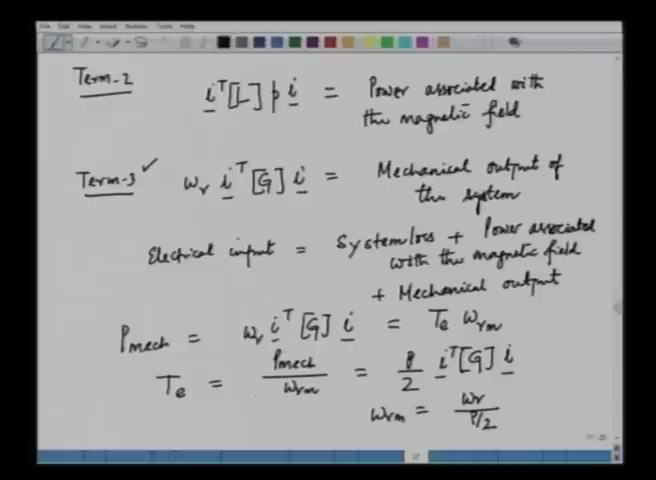 Term-2 i^T [L] p i = Power associated with
the magnetic field
Term-3 ✓ ωr i^T [G] i = Mechanical output of
the system
Electrical input = System loss + Power associated
with the magnetic field
+ Mechanical output
Pmech = ωr i^T [G] i = Te ωrm
Te = Pmech / ωrm = P/2 i^T [G] i
ωrm = ωr / P/2